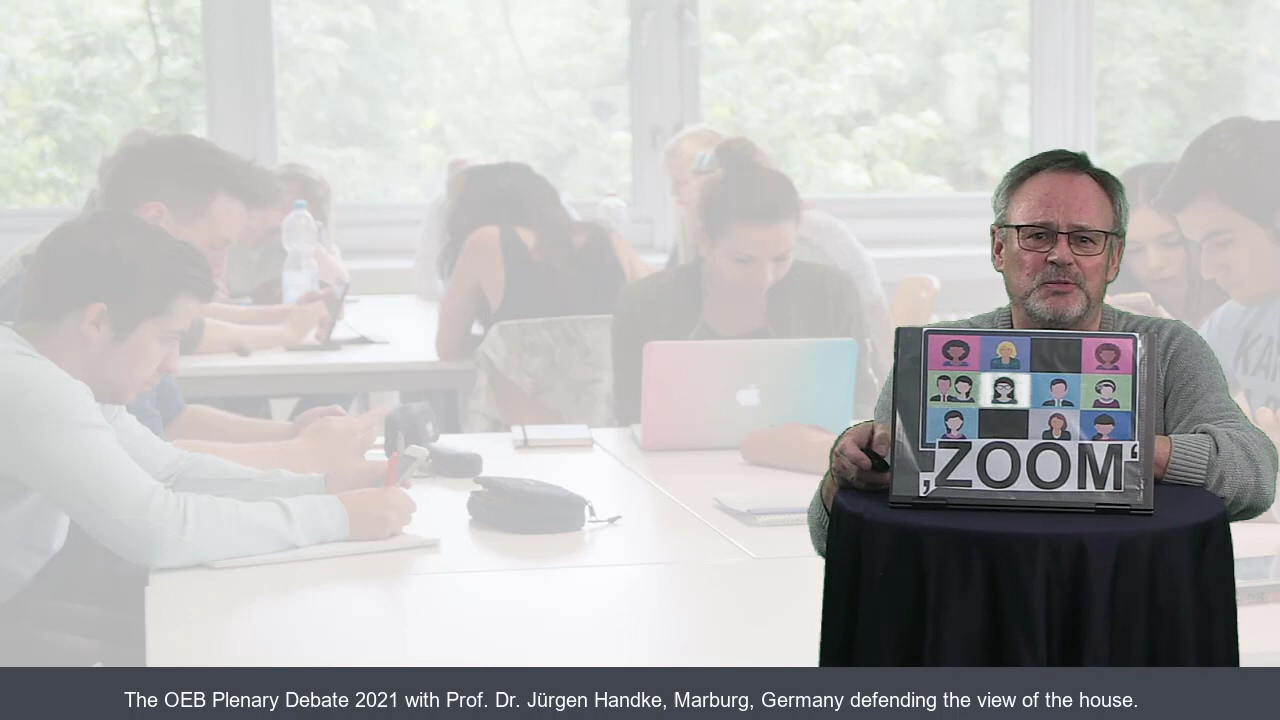 ‚ZOOM‘
The OEB Plenary Debate 2021 with Prof. Dr. Jürgen Handke, Marburg, Germany defending the view of the house.